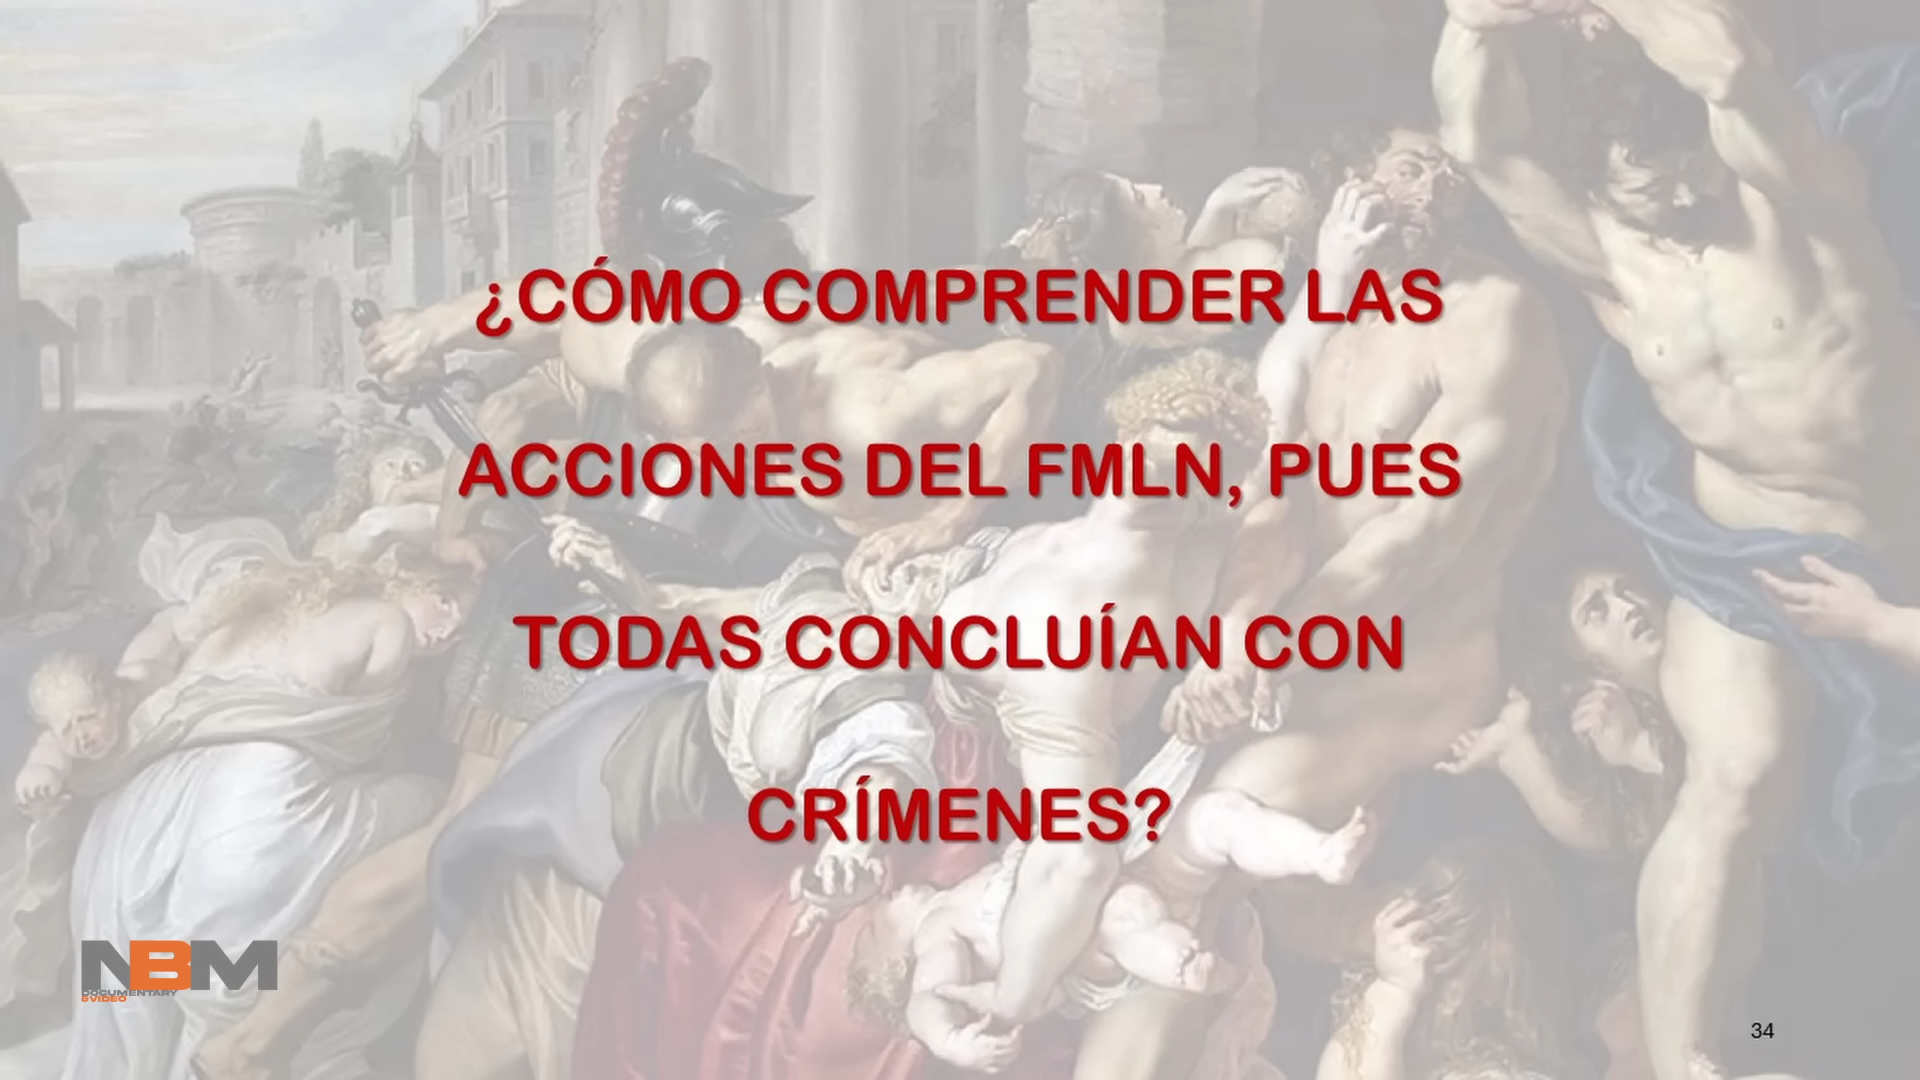 ¿CÓMO COMPRENDER LAS
ACCIONES DEL FMLN, PUES
TODAS CONCLUÍAN CON
CRÍMENES?
NBM
DOCUMENTARY
&VIDEO
34